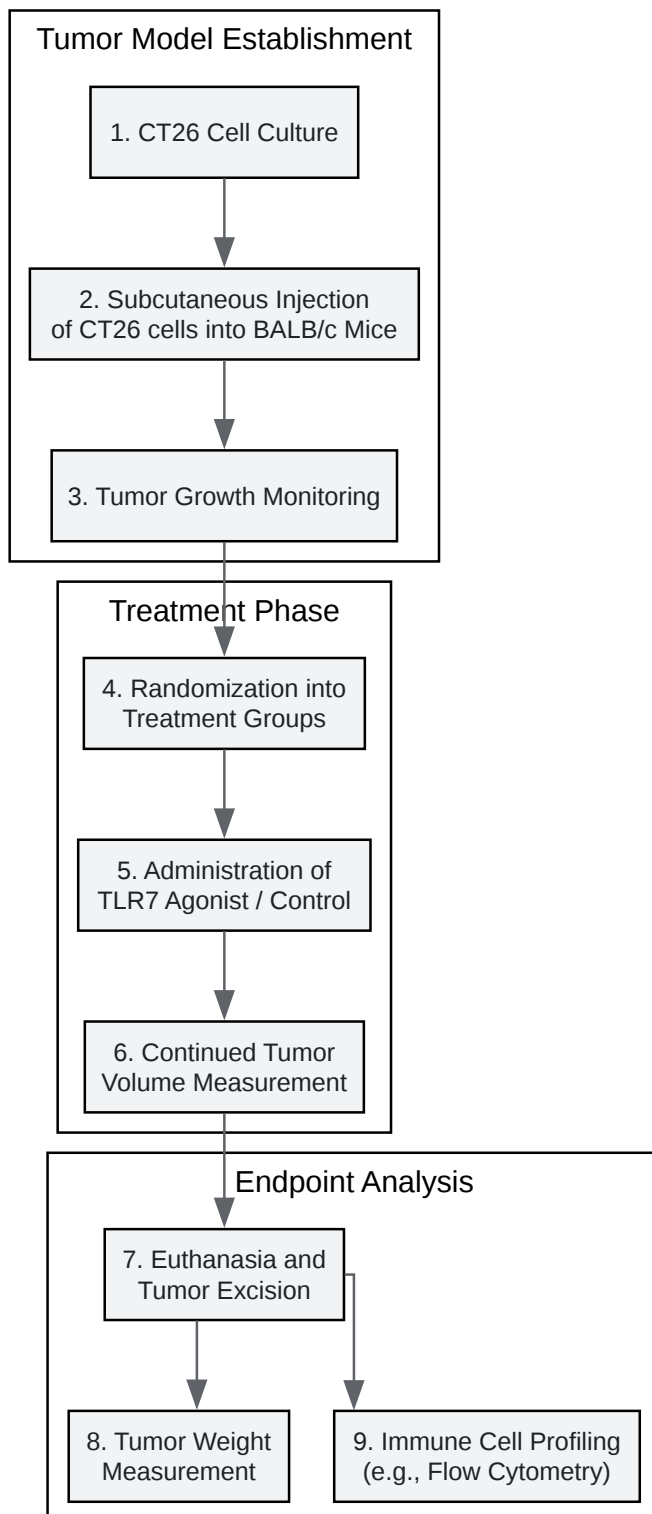 Tumor Model Establishment
1. CT26 Cell Culture
2. Subcutaneous Injection
of CT26 cells into BALB/c Mice
3. Tumor Growth Monitoring
Treatment Phase
4. Randomization into
Treatment Groups
5. Administration of
TLR7 Agonist / Control
6. Continued Tumor
Volume Measurement
Endpoint Analysis
7. Euthanasia and
Tumor Excision
8. Tumor Weight
Measurement
9. Immune Cell Profiling
(e.g., Flow Cytometry)